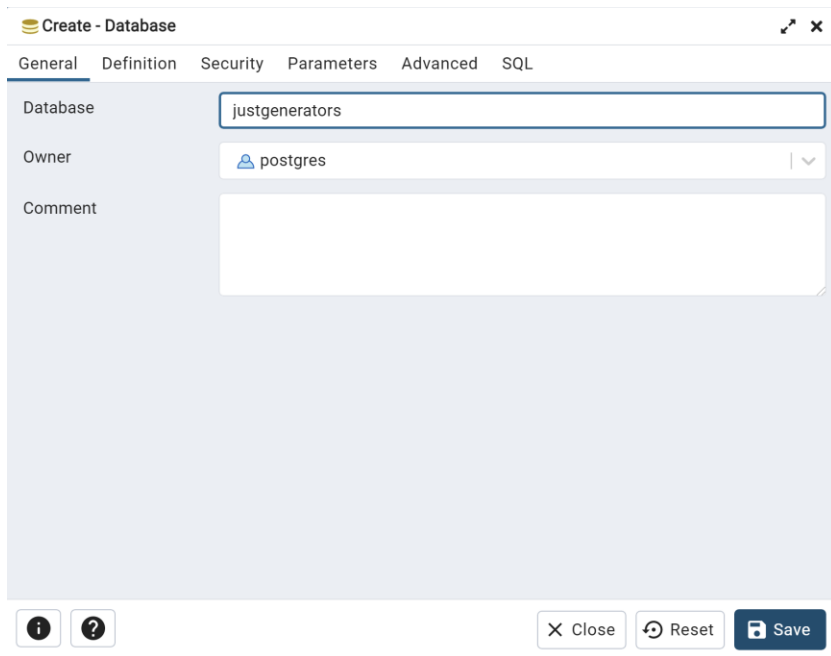 Create - Database
General Definition Security Parameters Advanced SQL
Database justgenerators
Owner postgres
Comment
Close Reset Save